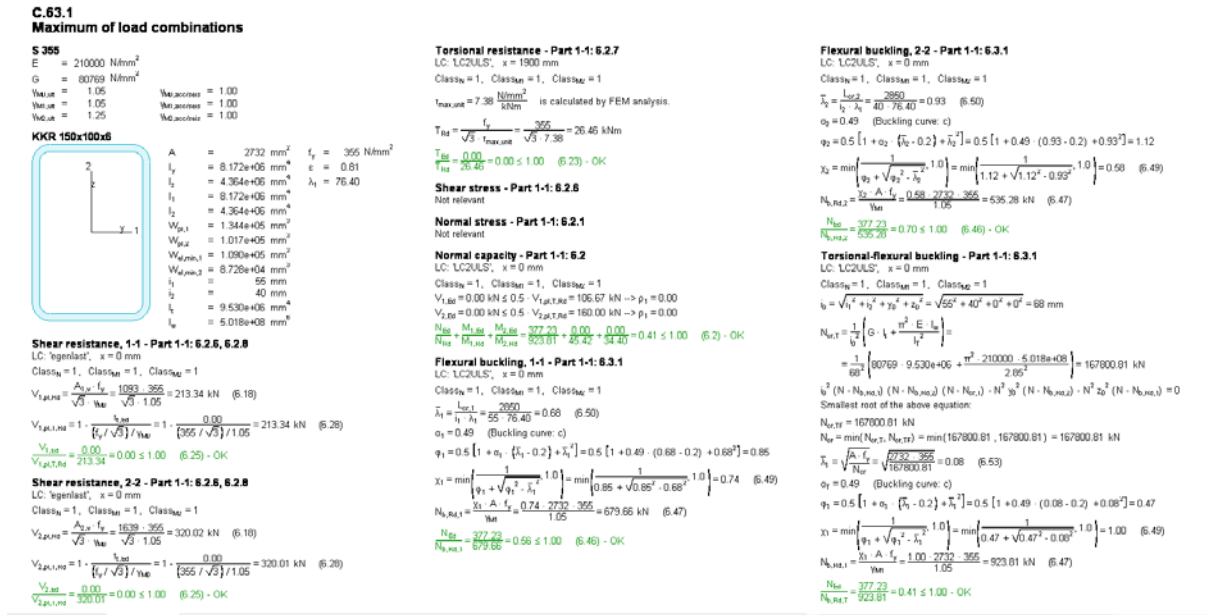 C.63.1
Maximum of load combinations
S 355
E = 210000 N/mm²
G = 80769 N/mm²
γM0,ult = 1.05 γM0,acc/seis = 1.00
γM1,ult = 1.05 γM1,acc/seis = 1.00
γM2,ult = 1.25 γM2,acc/seis = 1.00
KKR 150x100x6
2
z
y 1
A = 2732 mm² fy = 355 N/mm²
Iy = 8.172e+06 mm⁴ ε = 0.81
Iz = 4.364e+06 mm⁴ λ1 = 76.40
I1 = 8.172e+06 mm⁴
I2 = 4.364e+06 mm⁴
Wpl,1 = 1.344e+05 mm³
Wpl,2 = 1.017e+05 mm³
Wel,min,1 = 1.090e+05 mm³
Wel,min,2 = 8.728e+04 mm³
i1 = 55 mm
i2 = 40 mm
It = 9.530e+06 mm⁴
Iw = 5.018e+08 mm⁶
Shear resistance, 1-1 - Part 1-1: 6.2.6, 6.2.8
LC: 'egenlast', x = 0 mm
ClassN = 1, ClassM1 = 1, ClassM2 = 1
V1,pl,Rd = A1,v · fy / √3 · γM0 = 1093 · 355 / √3 · 1.05 = 213.34 kN (6.18)
V1,pl,T,Rd = 1 - τt,Ed / (fy / √3) / γM0 = 1 - 0.00 / (355 / √3) / 1.05 = 213.34 kN (6.28)
V1,Ed / V1,pl,T,Rd = 0.00 / 213.34 = 0.00 ≤ 1.00 (6.25) - OK
Shear resistance, 2-2 - Part 1-1: 6.2.6, 6.2.8
LC: 'egenlast', x = 0 mm
ClassN = 1, ClassM1 = 1, ClassM2 = 1
V2,pl,Rd = A2,v · fy / √3 · γM0 = 1639 · 355 / √3 · 1.05 = 320.02 kN (6.18)
V2,pl,T,Rd = 1 - τt,Ed / (fy / √3) / γM0 = 1 - 0.00 / (355 / √3) / 1.05 = 320.01 kN (6.28)
V2,Ed / V2,pl,T,Rd = 0.00 / 320.01 = 0.00 ≤ 1.00 (6.25) - OK
Torsional resistance - Part 1-1: 6.2.7
LC: 'LC2ULS', x = 1900 mm
ClassN = 1, ClassM1 = 1, ClassM2 = 1
τmax,unit = 7.38 N/mm² / kNm is calculated by FEM analysis.
TRd = fy / √3 · τmax,unit = 355 / √3 · 7.38 = 26.46 kNm
TEd / TRd = 0.00 / 26.46 = 0.00 ≤ 1.00 (6.23) - OK
Shear stress - Part 1-1: 6.2.6
Not relevant
Normal stress - Part 1-1: 6.2.1
Not relevant
Normal capacity - Part 1-1: 6.2
LC: 'LC2ULS', x = 0 mm
ClassN = 1, ClassM1 = 1, ClassM2 = 1
V1,Ed = 0.00 kN ≤ 0.5 · V1,pl,T,Rd = 106.67 kN --> ρ1 = 0.00
V2,Ed = 0.00 kN ≤ 0.5 · V2,pl,T,Rd = 160.00 kN --> ρ1 = 0.00
NEd / NRd + M1,Ed / M1,Rd + M2,Ed / M2,Rd = 377.23 / 923.81 + 0.00 / 45.42 + 0.00 / 34.40 = 0.41 ≤ 1.00 (6.2) - OK
Flexural buckling, 1-1 - Part 1-1: 6.3.1
LC: 'LC2ULS', x = 0 mm
ClassN = 1, ClassM1 = 1, ClassM2 = 1
λ̄1 = Lcr,1 / i1 · λ1 = 2850 / 55 · 76.40 = 0.68 (6.50)
α1 = 0.49 (Buckling curve: c)
φ1 = 0.5 [1 + α1 · (λ̄1 - 0.2) + λ̄1²] = 0.5 [1 + 0.49 · (0.68 - 0.2) + 0.68²] = 0.85
χ1 = min(1 / φ1 + √φ1² - λ̄1², 1.0) = min(1 / 0.85 + √0.85² - 0.68², 1.0) = 0.74 (6.49)
Nb,Rd,1 = χ1 · A · fy / γM1 = 0.74 · 2732 · 355 / 1.05 = 679.66 kN (6.47)
NEd / Nb,Rd,1 = 377.23 / 679.66 = 0.56 ≤ 1.00 (6.46) - OK
Flexural buckling, 2-2 - Part 1-1: 6.3.1
LC: 'LC2ULS', x = 0 mm
ClassN = 1, ClassM1 = 1, ClassM2 = 1
λ̄2 = Lcr,2 / i2 · λ1 = 2850 / 40 · 76.40 = 0.93 (6.50)
α2 = 0.49 (Buckling curve: c)
φ2 = 0.5 [1 + α2 · (λ̄2 - 0.2) + λ̄2²] = 0.5 [1 + 0.49 · (0.93 - 0.2) + 0.93²] = 1.12
χ2 = min(1 / φ2 + √φ2² - λ̄2², 1.0) = min(1 / 1.12 + √1.12² - 0.93², 1.0) = 0.58 (6.49)
Nb,Rd,2 = χ2 · A · fy / γM1 = 0.58 · 2732 · 355 / 1.05 = 535.28 kN (6.47)
NEd / Nb,Rd,2 = 377.23 / 535.28 = 0.70 ≤ 1.00 (6.46) - OK
Torsional-flexural buckling - Part 1-1: 6.3.1
LC: 'LC2ULS', x = 0 mm
ClassN = 1, ClassM1 = 1, ClassM2 = 1
i0 = √i1² + i2² + y0² + z0² = √55² + 40² + 0² + 0² = 68 mm
Ncr,T = 1 / i0² (G · It + π² · E · Iw / lT²) =
= 1 / 68² (80769 · 9.530e+06 + π² · 210000 · 5.018e+08 / 2.85²) = 167800.81 kN
i0² (N - Nb,Rd,1) (N - Nb,Rd,2) (N - Ncr,T) - N² y0² (N - Nb,Rd,2) - N² z0² (N - Nb,Rd,1) = 0
Smallest root of the above equation:
Ncr,TF = 167800.81 kN
Ncr = min(Ncr,T, Ncr,TF) = min(167800.81 , 167800.81) = 167800.81 kN
λ̄1 = √A · fy / Ncr = √2732 · 355 / 167800.81 = 0.08 (6.53)
αT = 0.49 (Buckling curve: c)
φ1 = 0.5 [1 + α1 · (λ̄1 - 0.2) + λ̄1²] = 0.5 [1 + 0.49 · (0.08 - 0.2) + 0.08²] = 0.47
χ1 = min(1 / φ1 + √φ1² - λ̄1², 1.0) = min(1 / 0.47 + √0.47² - 0.08², 1.0) = 1.00 (6.49)
Nb,Rd,1 = χ1 · A · fy / γM1 = 1.00 · 2732 · 355 / 1.05 = 923.81 kN (6.47)
NEd / Nb,Rd,T = 377.23 / 923.81 = 0.41 ≤ 1.00 - OK